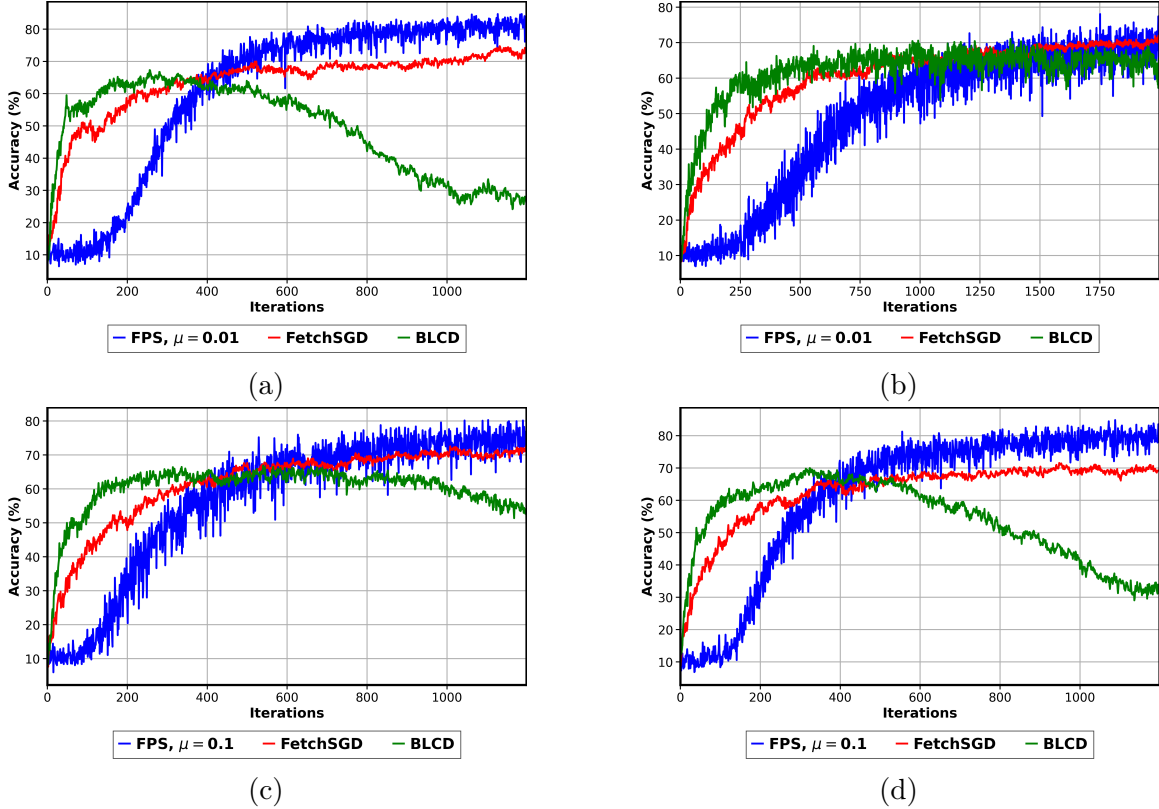 80
70
60
50
40
30
20
10
Accuracy (%)
0 200 400 600 800 1000
Iterations
FPS, μ = 0.01 FetchSGD BLCD
(a)
80
70
60
50
40
30
20
10
Accuracy (%)
0 250 500 750 1000 1250 1500 1750
Iterations
FPS, μ = 0.01 FetchSGD BLCD
(b)
80
70
60
50
40
30
20
10
Accuracy (%)
0 200 400 600 800 1000
Iterations
FPS, μ = 0.1 FetchSGD BLCD
(c)
80
70
60
50
40
30
20
10
Accuracy (%)
0 200 400 600 800 1000
Iterations
FPS, μ = 0.1 FetchSGD BLCD
(d)